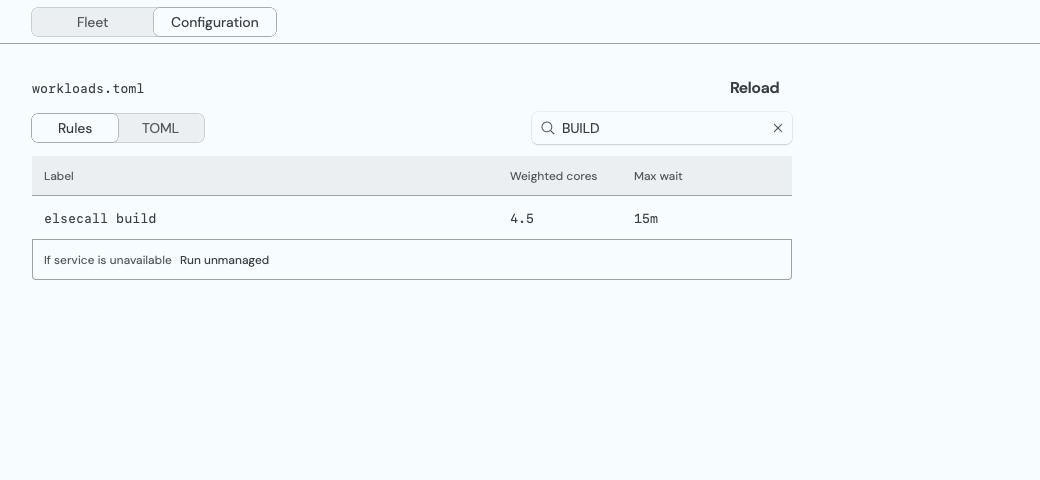 Fleet Configuration
workloads.toml Reload
Rules TOML BUILD
Label Weighted cores Max wait
elsecall build 4.5 15m
If service is unavailable Run unmanaged